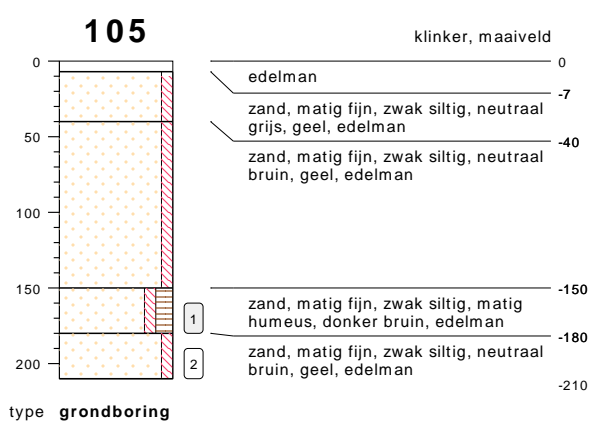 105
klinker, maaiveld
0
0
edelman
-7
zand, matig fijn, zwak siltig, neutraal
grijs, geel, edelman
-40
50
zand, matig fijn, zwak siltig, neutraal
bruin, geel, edelman
100
150
-150
zand, matig fijn, zwak siltig, matig
humeus, donker bruin, edelman
1
-180
zand, matig fijn, zwak siltig, neutraal
bruin, geel, edelman
200
2
-210
type grondboring